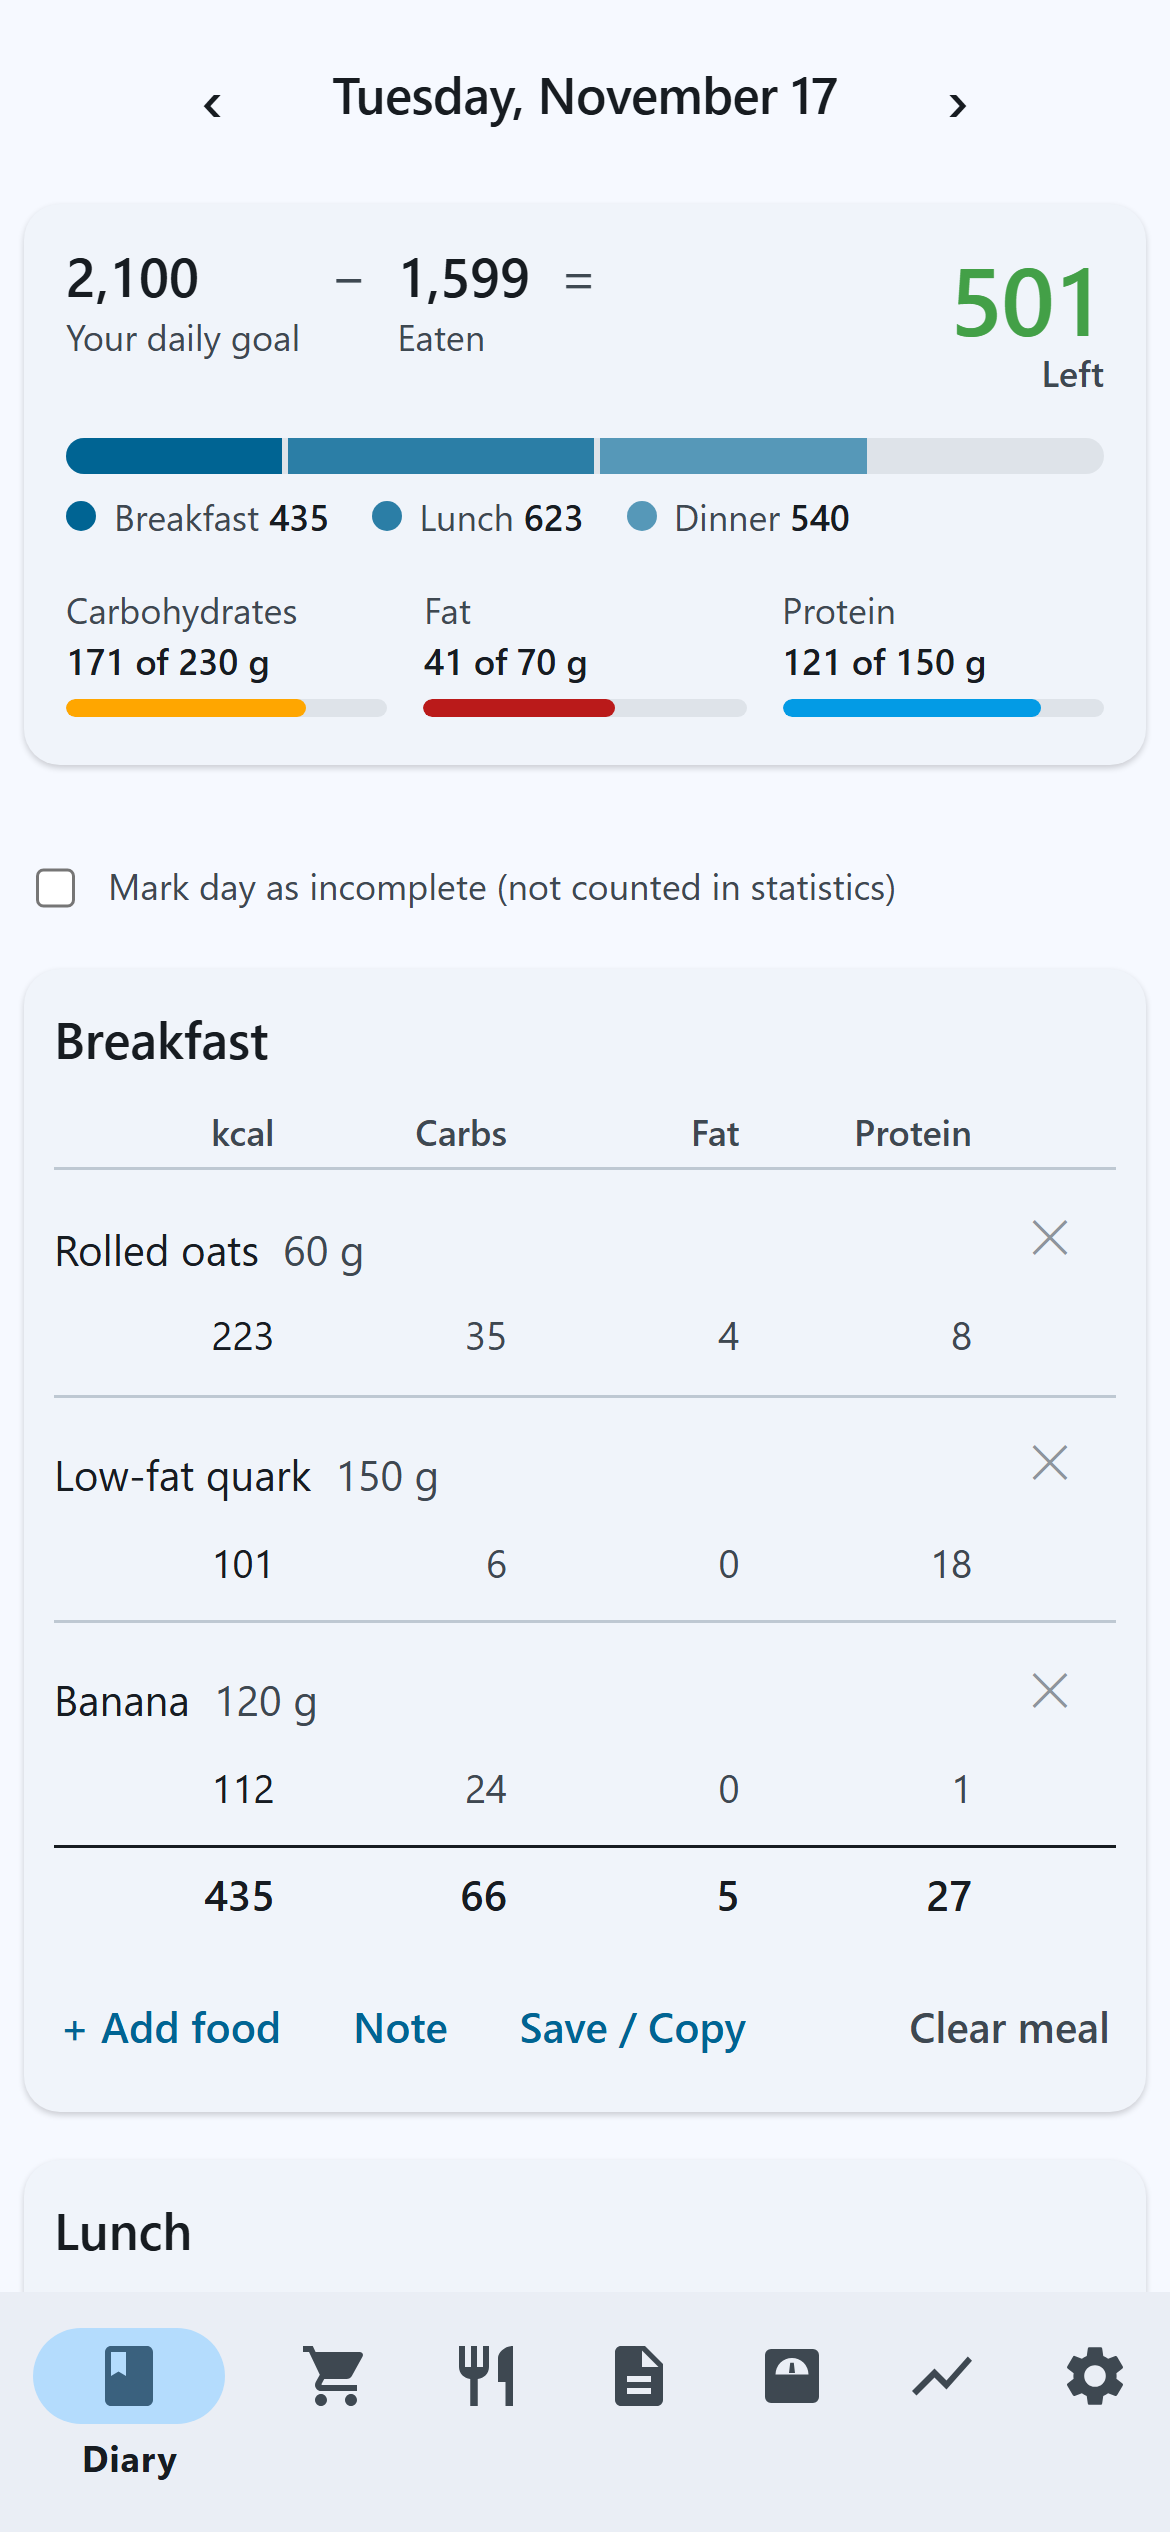 ‹ Tuesday, November 17 ›
2,100 − 1,599 = 501
Your daily goal Eaten Left
Breakfast 435 Lunch 623 Dinner 540
Carbohydrates Fat Protein
171 of 230 g 41 of 70 g 121 of 150 g
Mark day as incomplete (not counted in statistics)
Breakfast
kcal Carbs Fat Protein
Rolled oats 60 g
223 35 4 8
Low-fat quark 150 g
101 6 0 18
Banana 120 g
112 24 0 1
435 66 5 27
+ Add food Note Save / Copy Clear meal
Lunch
Diary